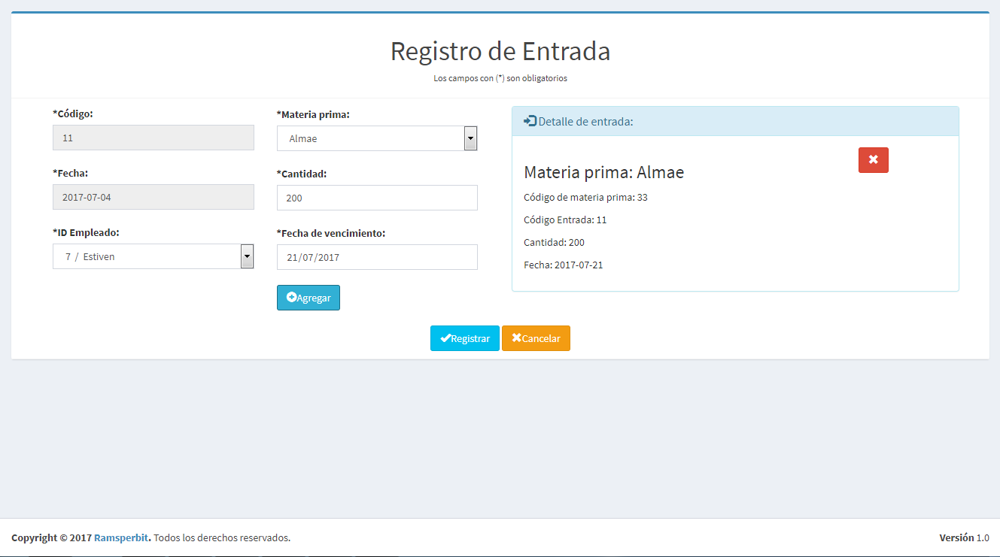 Registro de Entrada
Los campos con (*) son obligatorios
*Código:
11
*Fecha:
2017-07-04
*ID Empleado:
7 / Estiven
*Materia prima:
Almae
*Cantidad:
200
*Fecha de vencimiento:
21/07/2017
Agregar
Detalle de entrada:
Materia prima: Almae
Código de materia prima: 33
Código Entrada: 11
Cantidad: 200
Fecha: 2017-07-21
Registrar
Cancelar
Copyright © 2017 Ramsperbit. Todos los derechos reservados.
Versión 1.0